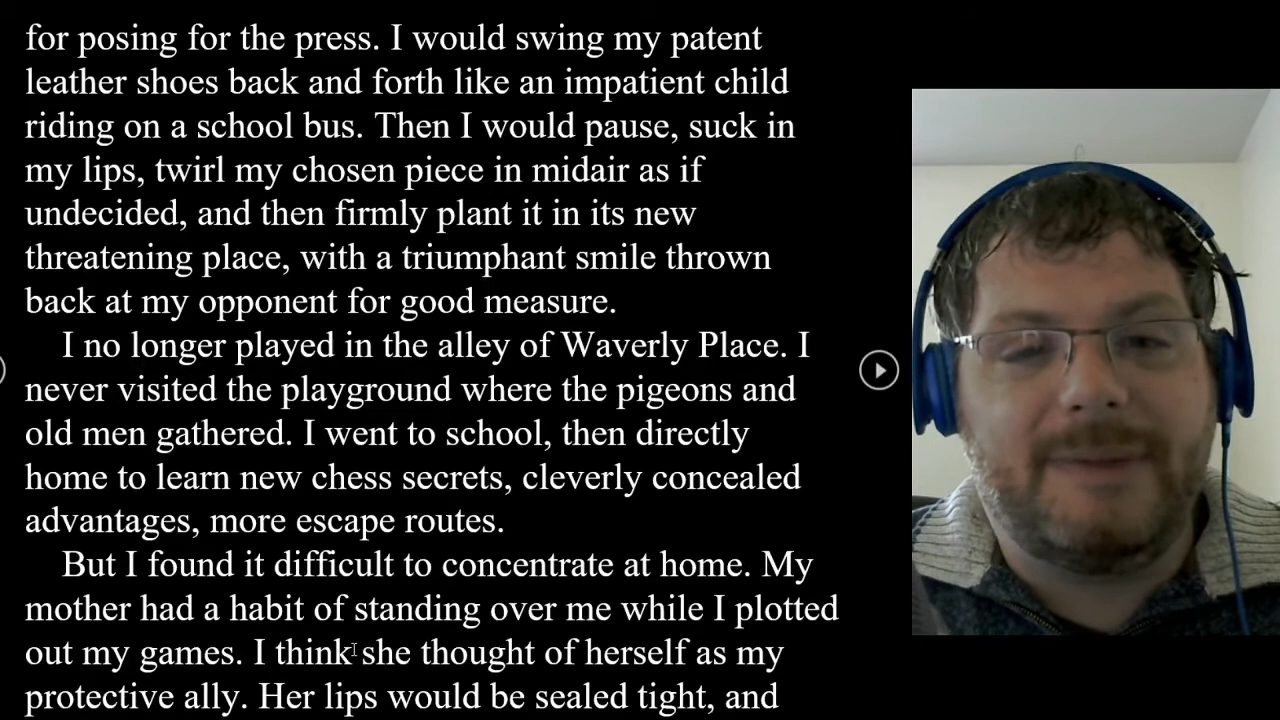 for posing for the press. I would swing my patent
leather shoes back and forth like an impatient child
riding on a school bus. Then I would pause, suck in
my lips, twirl my chosen piece in midair as if
undecided, and then firmly plant it in its new
threatening place, with a triumphant smile thrown
back at my opponent for good measure.
I no longer played in the alley of Waverly Place. I
never visited the playground where the pigeons and
old men gathered. I went to school, then directly
home to learn new chess secrets, cleverly concealed
advantages, more escape routes.
But I found it difficult to concentrate at home. My
mother had a habit of standing over me while I plotted
out my games. I think she thought of herself as my
protective ally. Her lips would be sealed tight, and